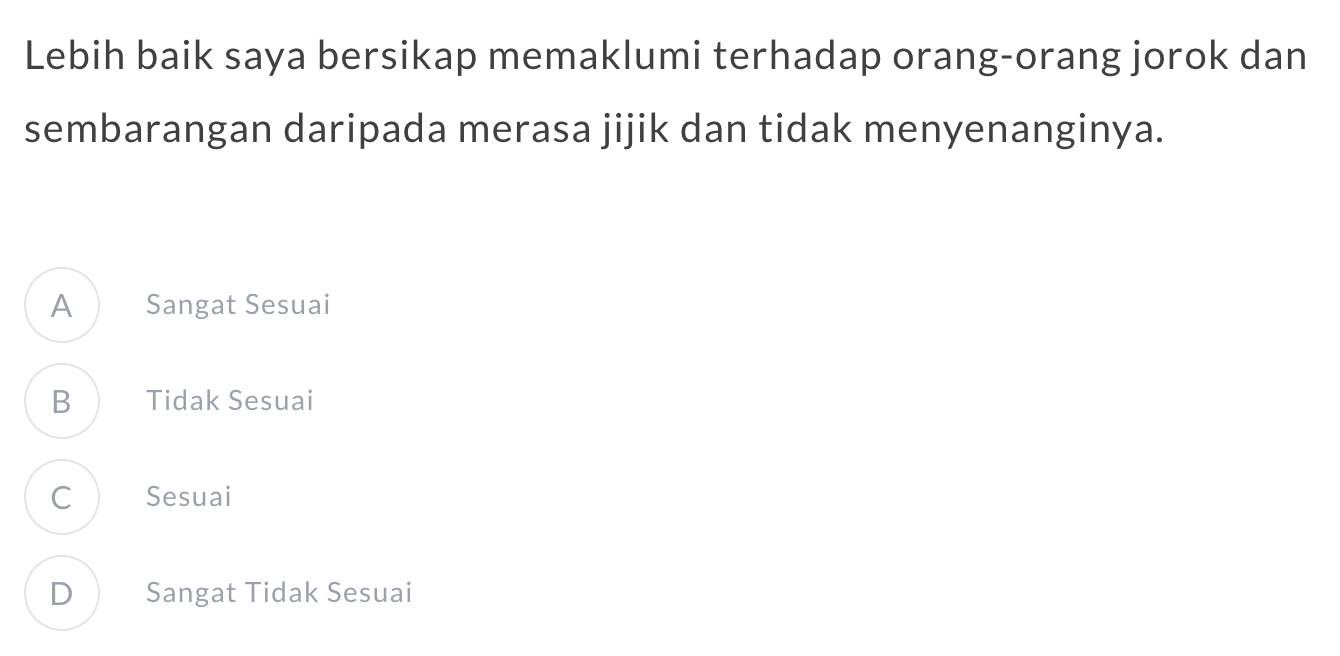 Lebih baik saya bersikap memaklumi terhadap orang-orang jorok dan
sembarangan daripada merasa jijik dan tidak menyenanginya.
A Sangat Sesuai
B Tidak Sesuai
C Sesuai
D Sangat Tidak Sesuai